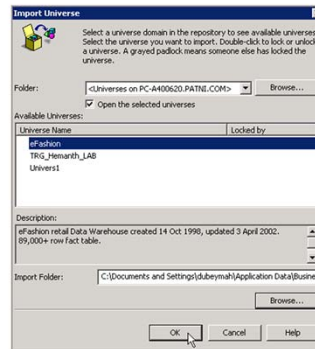 Import Universe
Select a universe domain in the repository to see available universes.
Select the universe you want to import. Double-click to lock or unlock
a universe. A grayed padlock means someone else has locked the
universe.
Folder:
<Universes on PC-A400620.PATNI.COM>
Browse...
Open the selected universes
Available Universes:
Universe Name
Locked by
eFashion
TRG_Hemanth_LAB
Univers1
Description:
eFashion retail Data Warehouse created 14 Oct 1998, updated 3 April 2002.
89,000+ row fact table.
Import Folder:
C:\Documents and Settings\dubeymah\Application Data\Busine
Browse...
OK
Cancel
Help